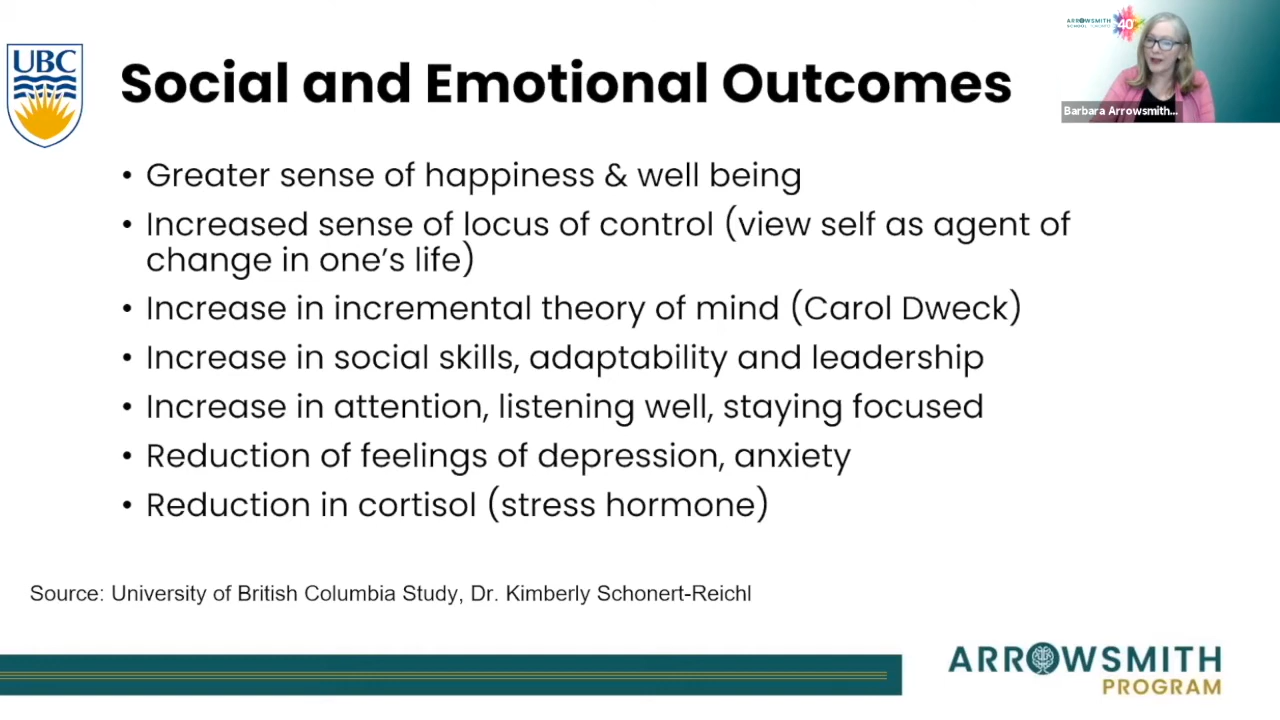 UBC
Social and Emotional Outcomes
ARROWSMITH
40
Barbara Arrowsmith...
• Greater sense of happiness & well being
• Increased sense of locus of control (view self as agent of
change in one's life)
• Increase in incremental theory of mind (Carol Dweck)
• Increase in social skills, adaptability and leadership
• Increase in attention, listening well, staying focused
• Reduction of feelings of depression, anxiety
• Reduction in cortisol (stress hormone)
Source: University of British Columbia Study, Dr. Kimberly Schonert-Reichl
ARROWSMITH
PROGRAM